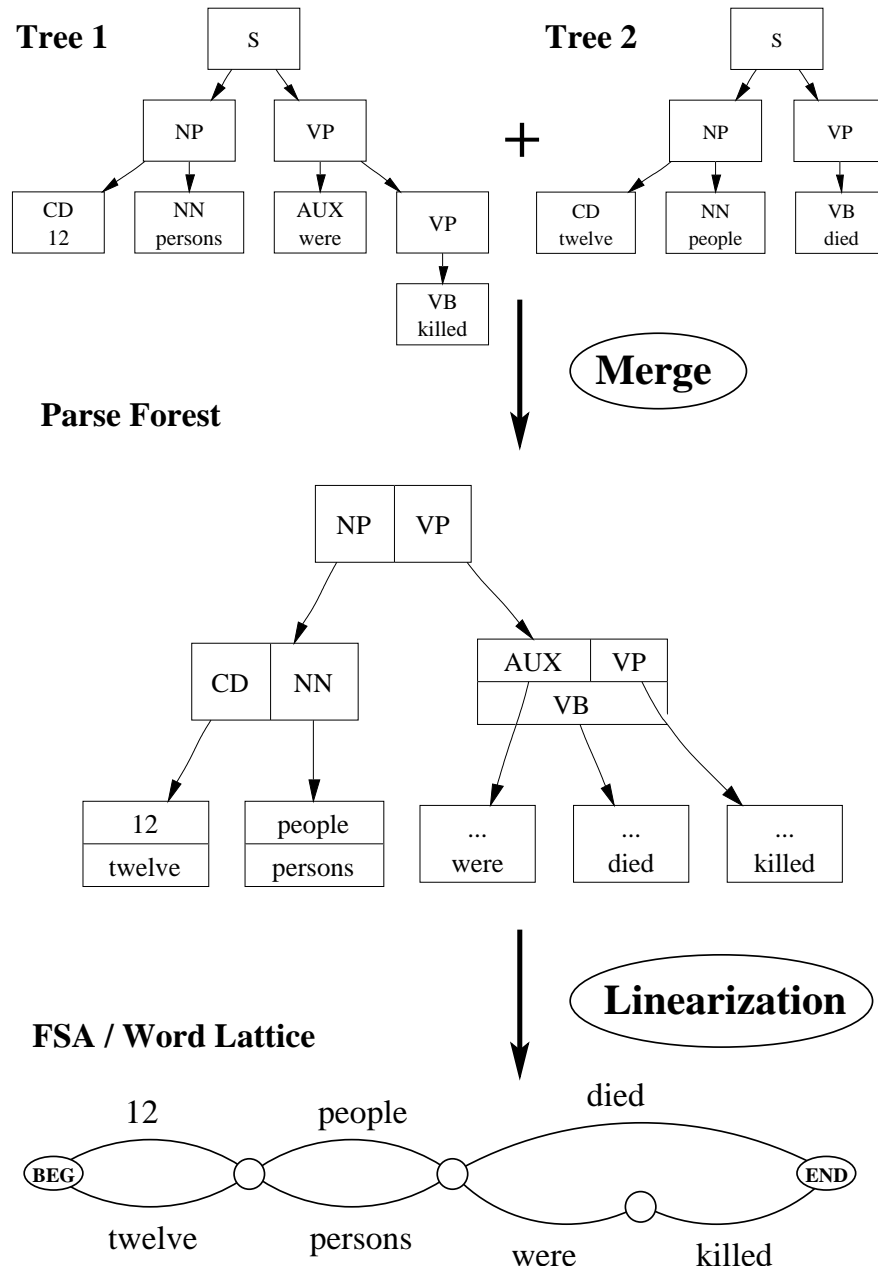 Tree 1
Tree 2
S
S
NP
VP
+
NP
VP
CD
12
NN
persons
AUX
were
VP
CD
twelve
NN
people
VB
died
VB
killed
Merge
Parse Forest
NP VP
CD NN
AUX VP
VB
12
twelve
people
persons
...
were
...
died
...
killed
Linearization
FSA / Word Lattice
12
people
died
BEG
END
twelve
persons
were
killed